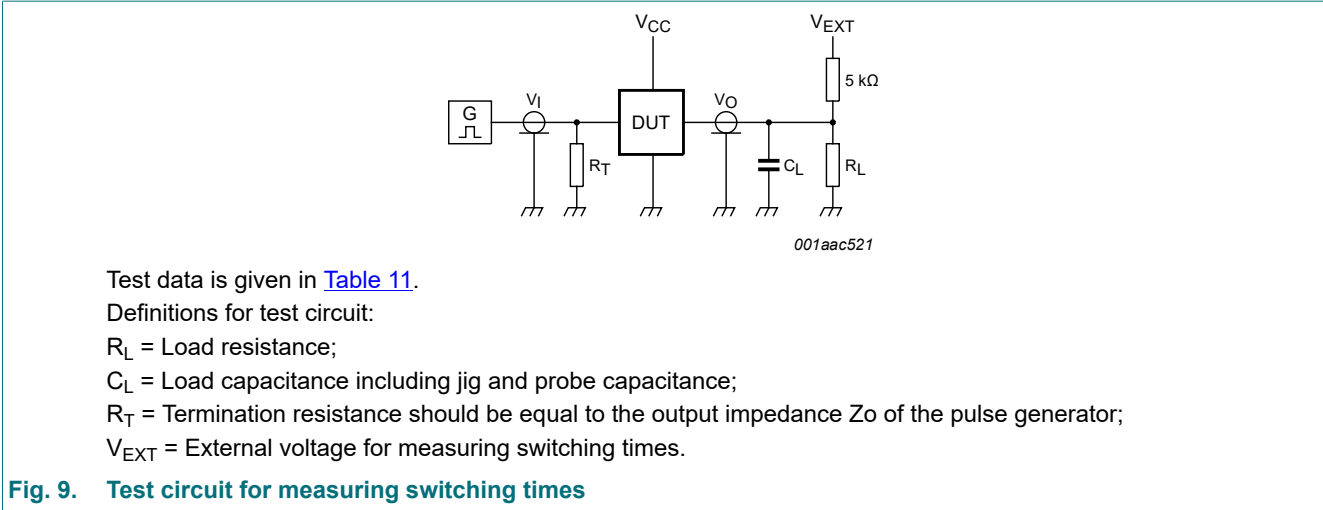 VCC
VEXT
5 kΩ
G
VI
DUT
VO
RT
CL
RL
001aac521
Test data is given in Table 11.
Definitions for test circuit:
RL = Load resistance;
CL = Load capacitance including jig and probe capacitance;
RT = Termination resistance should be equal to the output impedance Zo of the pulse generator;
VEXT = External voltage for measuring switching times.
Fig. 9. Test circuit for measuring switching times